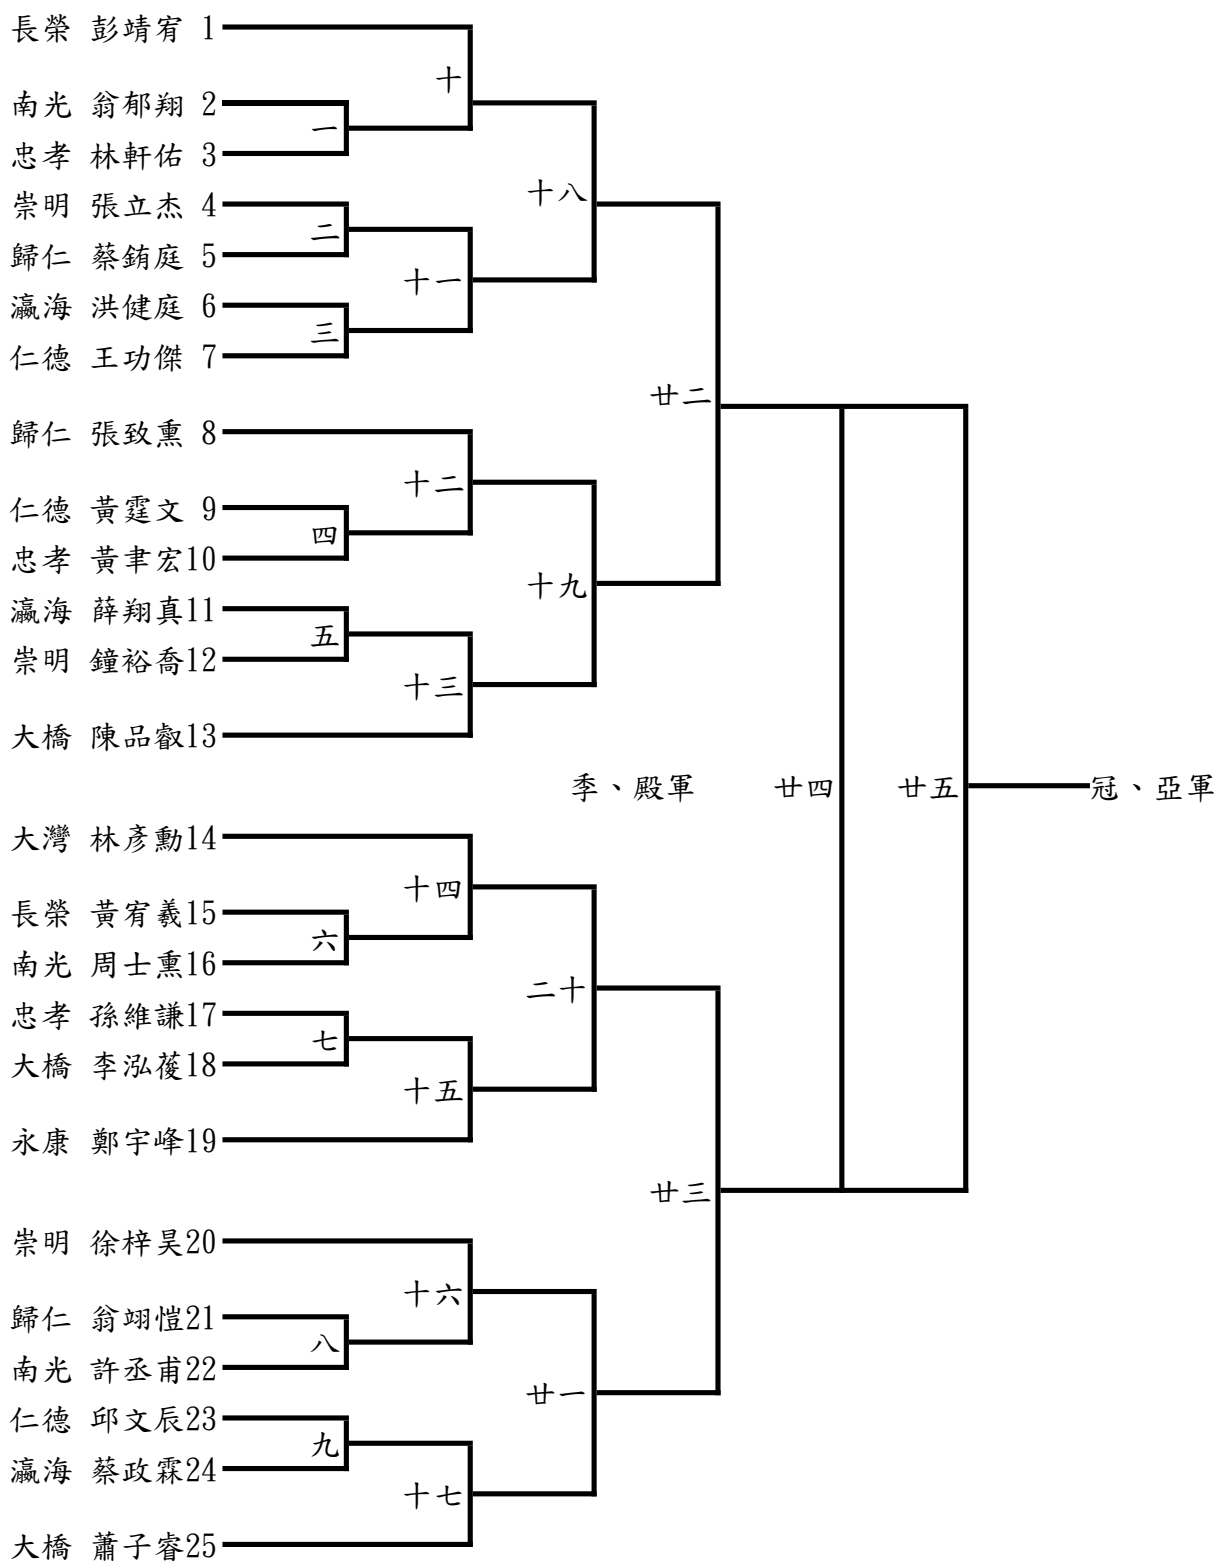 長榮 彭靖宥 1
十
南光 翁郁翔 2
一
忠孝 林軒佑 3
十八
崇明 張立杰 4
二
歸仁 蔡銪庭 5
十一
瀛海 洪健庭 6
三
仁德 王功傑 7
廿二
歸仁 張致熏 8
十二
仁德 黃霆文 9
四
忠孝 黃聿宏10
十九
瀛海 薛翔真11
五
崇明 鐘裕喬12
十三
大橋 陳品叡13
季、殿軍 廿四 廿五 冠、亞軍
大灣 林彥勳14
十四
長榮 黃宥羲15
六
南光 周士熏16
二十
忠孝 孫維謙17
七
大橋 李泓葰18
十五
永康 鄭宇峰19
廿三
崇明 徐梓昊20
十六
歸仁 翁翊愷21
八
南光 許丞甫22
廿一
仁德 邱文辰23
九
瀛海 蔡政霖24
十七
大橋 蕭子睿25